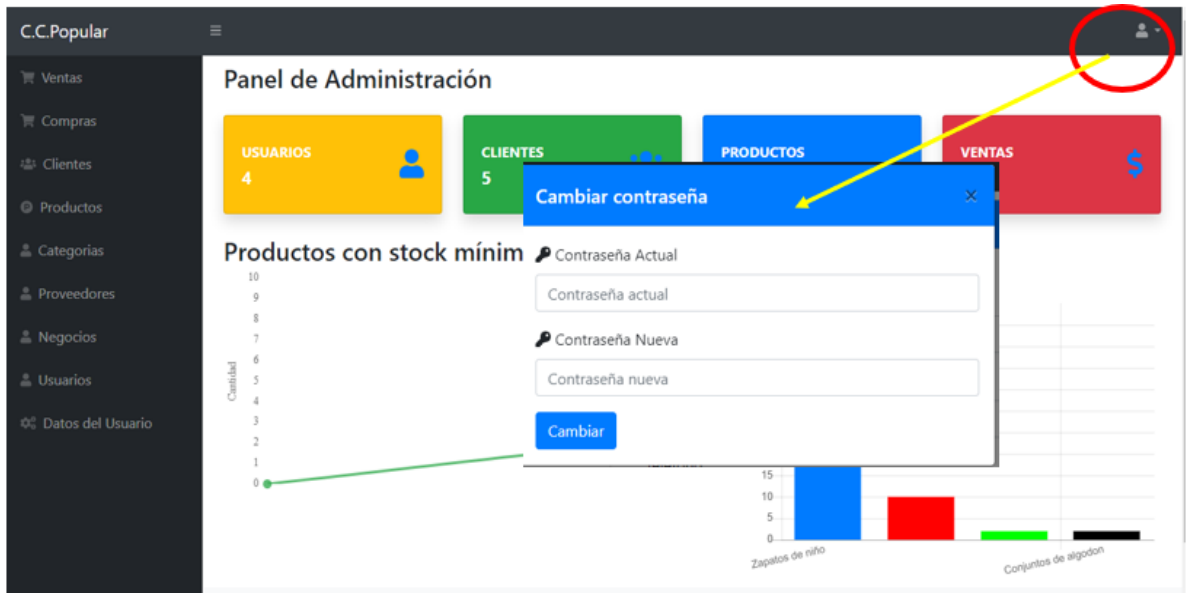 C.C.Popular
Ventas
Compras
Clientes
Productos
Categorias
Proveedores
Negocios
Usuarios
Datos del Usuario
Panel de Administración
USUARIOS
4
CLIENTES
5
PRODUCTOS
VENTAS
Productos con stock mínim
10
9
8
7
6
5
4
3
2
1
0
Cantidad
Cambiar contraseña
×
Contraseña Actual
Contraseña actual
Contraseña Nueva
Contraseña nueva
Cambiar
15
10
5
0
Zapatos de niño
Conjuntos de algodon